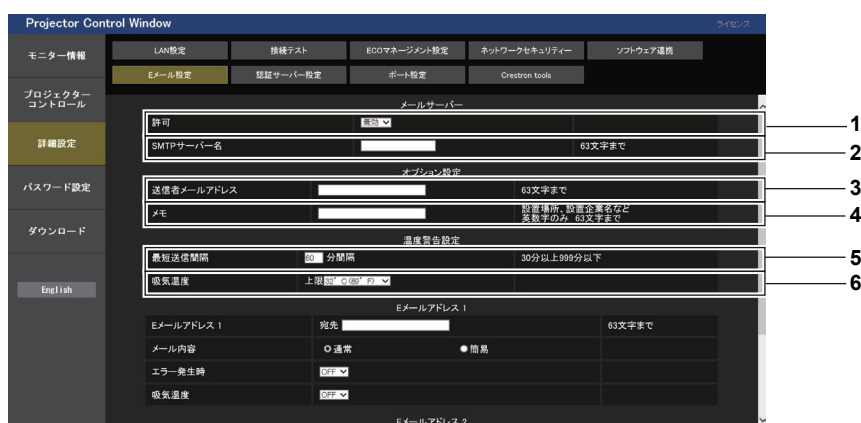 Projector Control Window
ライセンス
モニター情報
プロジェクター
コントロール
詳細設定
パスワード設定
ダウンロード
English
LAN設定
接続テスト
ECOマネージメント設定
ネットワークセキュリティー
ソフトウェア連携
Eメール設定
認証サーバー設定
ポート設定
Crestron tools
メールサーバー
許可 無効 1
SMTPサーバー名 63文字まで 2
オプション設定
送信者メールアドレス 63文字まで 3
メモ 設置場所、設置企業名など
英数字のみ 63文字まで 4
温度警告設定
最短送信間隔 60 分間隔 30分以上999分以下 5
吸気温度 上限 32°C (89°F) 6
Eメールアドレス 1
Eメールアドレス 1 宛先 63文字まで
メール内容 通常 簡易
エラー発生時 OFF
吸気温度 OFF
Eメールアドレス 2